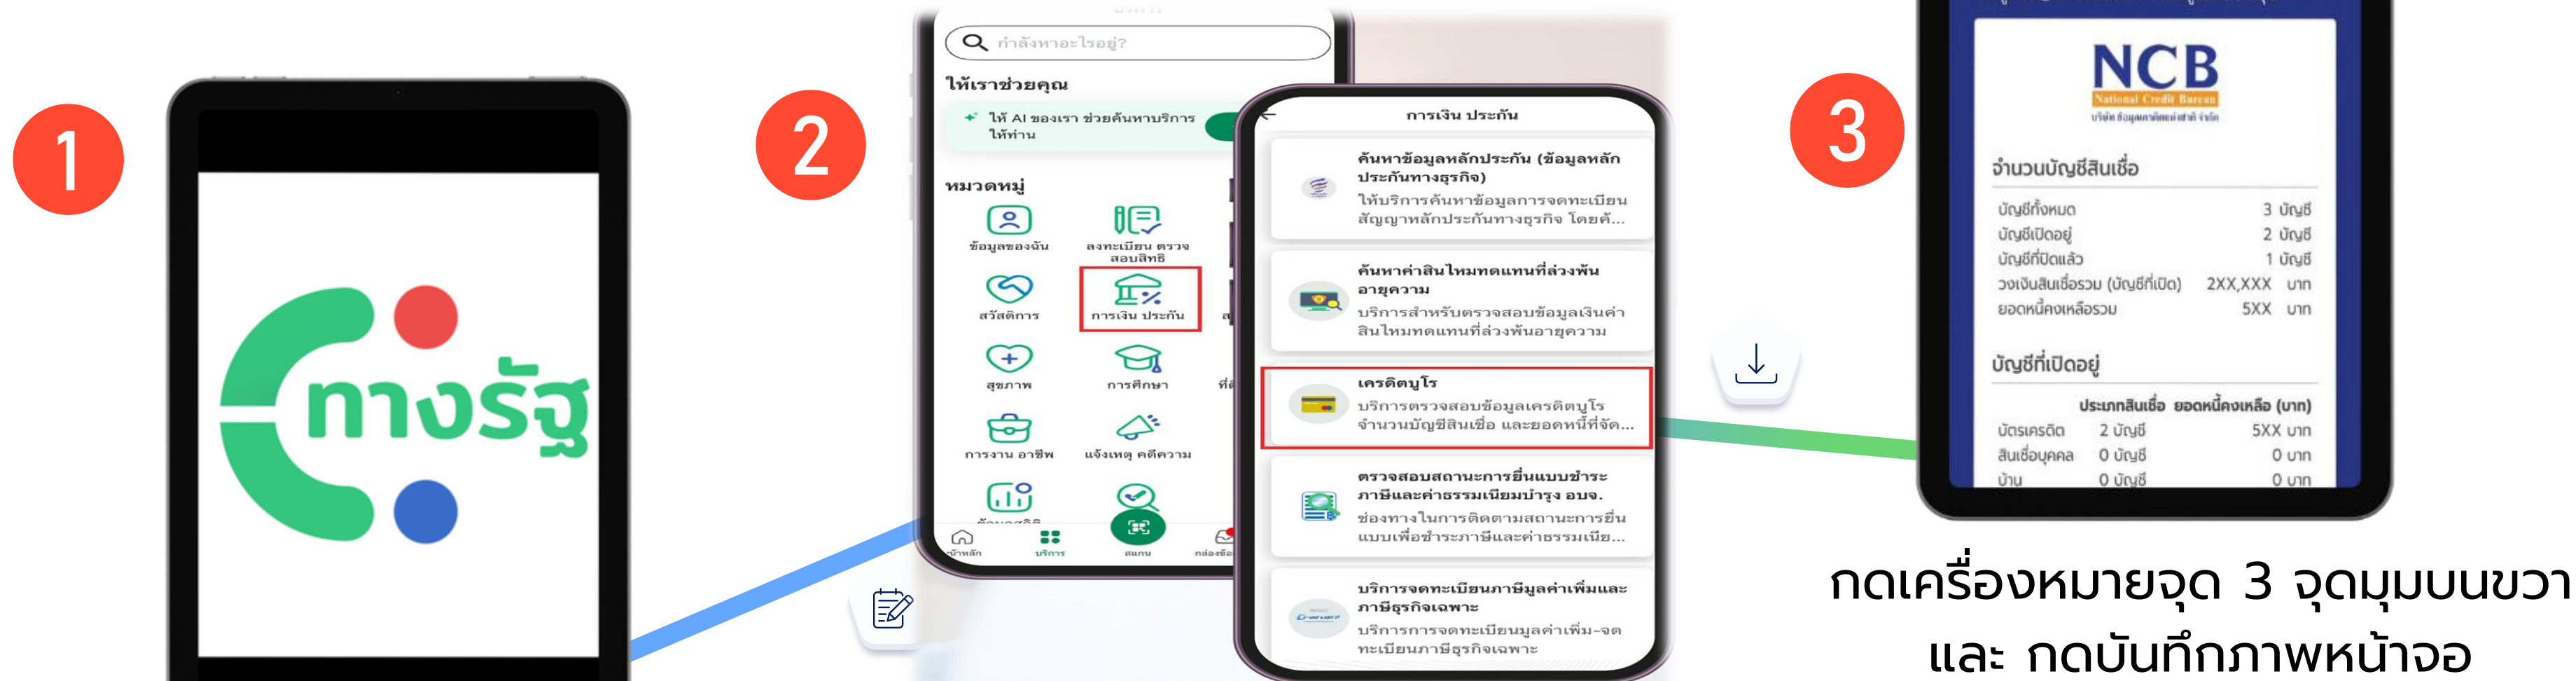 1
ทางรัฐ
2
กำลังหาอะไรอยู่?
ให้เราช่วยคุณ
ให้ AI ของเรา ช่วยค้นหาบริการ
ให้ท่าน
หมวดหมู่
ข้อมูลของฉัน
ลงทะเบียน ตรวจ
สอบสิทธิ
สวัสดิการ
การเงิน ประกัน
สุขภาพ
การศึกษา
การงาน อาชีพ
แจ้งเหตุ คดีความ
บริการ
สแกน
การเงิน ประกัน
ค้นหาข้อมูลหลักประกัน (ข้อมูลหลัก
ประกันทางธุรกิจ)
ให้บริการค้นหาข้อมูลการจดทะเบียน
สัญญาหลักประกันทางธุรกิจ โดยค้...
ค้นหาค่าสินไหมทดแทนที่ล่วงพ้น
อายุความ
บริการสำหรับตรวจสอบข้อมูลเงินค่า
สินไหมทดแทนที่ล่วงพ้นอายุความ
เครดิตบูโร
บริการตรวจสอบข้อมูลเครดิตบูโร
จำนวนบัญชีสินเชื่อ และยอดหนี้ที่จัด...
ตรวจสอบสถานะการยื่นแบบชำระ
ภาษีและค่าธรรมเนียมบำรุง อบจ.
ช่องทางในการติดตามสถานะการยื่น
แบบเพื่อชำระภาษีและค่าธรรมเนีย...
บริการจดทะเบียนภาษีมูลค่าเพิ่มและ
ภาษีธุรกิจเฉพาะ
บริการการจดทะเบียนมูลค่าเพิ่ม-จด
ทะเบียนภาษีธุรกิจเฉพาะ
3
NCB
National Credit Bureau
บริษัท ข้อมูลเครดิตแห่งชาติ จำกัด
จำนวนบัญชีสินเชื่อ
บัญชีทั้งหมด 3 บัญชี
บัญชีเปิดอยู่ 2 บัญชี
บัญชีที่ปิดแล้ว 1 บัญชี
วงเงินสินเชื่อรวม (บัญชีที่เปิด) 2XX,XXX บาท
ยอดหนี้คงเหลือรวม 5XX บาท
บัญชีที่เปิดอยู่
ประเภทสินเชื่อ ยอดหนี้คงเหลือ (บาท)
บัตรเครดิต 2 บัญชี 5XX บาท
สินเชื่อบุคคล 0 บัญชี 0 บาท
บ้าน 0 บัญชี 0 บาท
กดเครื่องหมายจุด 3 จุดมุมบนขวา
และ กดบันทึกภาพหน้าจอ